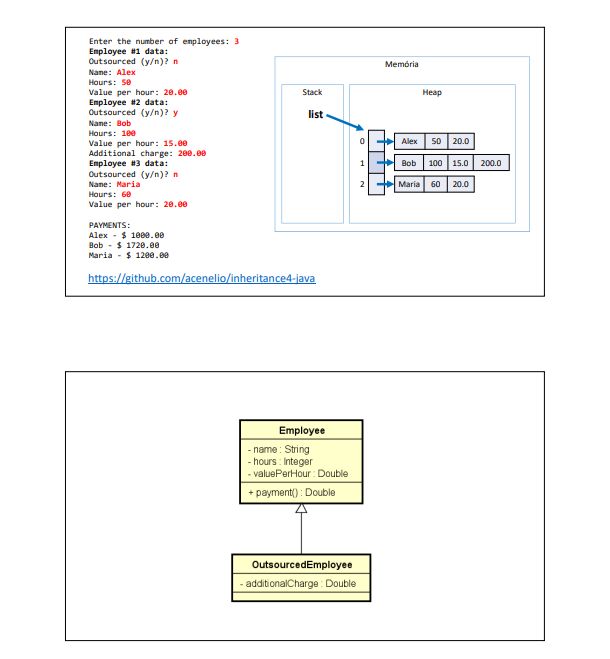 Enter the number of employees: 3
Employee #1 data:
Outsourced (y/n)? n
Name: Alex
Hours: 50
Value per hour: 20.00
Employee #2 data:
Outsourced (y/n)? y
Name: Bob
Hours: 100
Value per hour: 15.00
Additional charge: 200.00
Employee #3 data:
Outsourced (y/n)? n
Name: Maria
Hours: 60
Value per hour: 20.00
PAYMENTS:
Alex - $ 1000.00
Bob - $ 1720.00
Maria - $ 1200.00
https://github.com/acenelio/inheritance4-java
Memória
Stack
Heap
list
0 Alex 50 20.0
1 Bob 100 15.0 200.0
2 Maria 60 20.0
Employee
- name : String
- hours : Integer
- valuePerHour : Double
+ payment() : Double
OutsourcedEmployee
- additionalCharge : Double